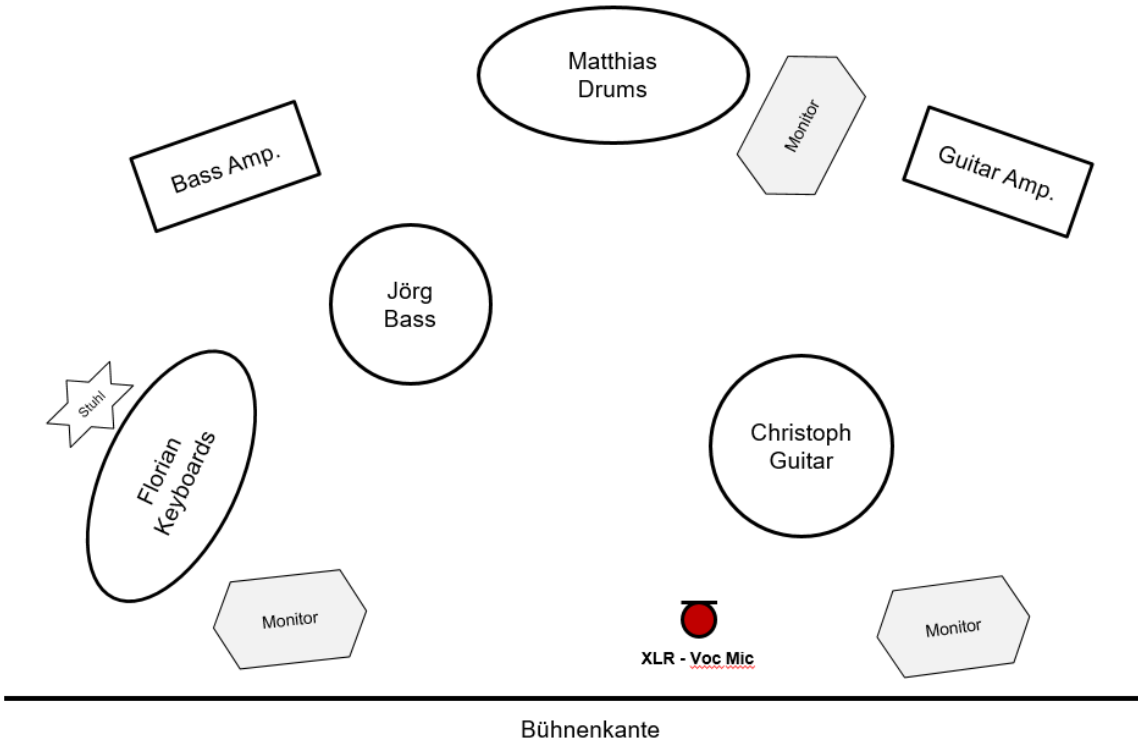 Matthias
Drums
Monitor
Bass Amp.
Guitar Amp.
Jörg
Bass
Stuhl
Florian
Keyboards
Christoph
Guitar
Monitor
Monitor
XLR - Voc Mic
Bühnenkante